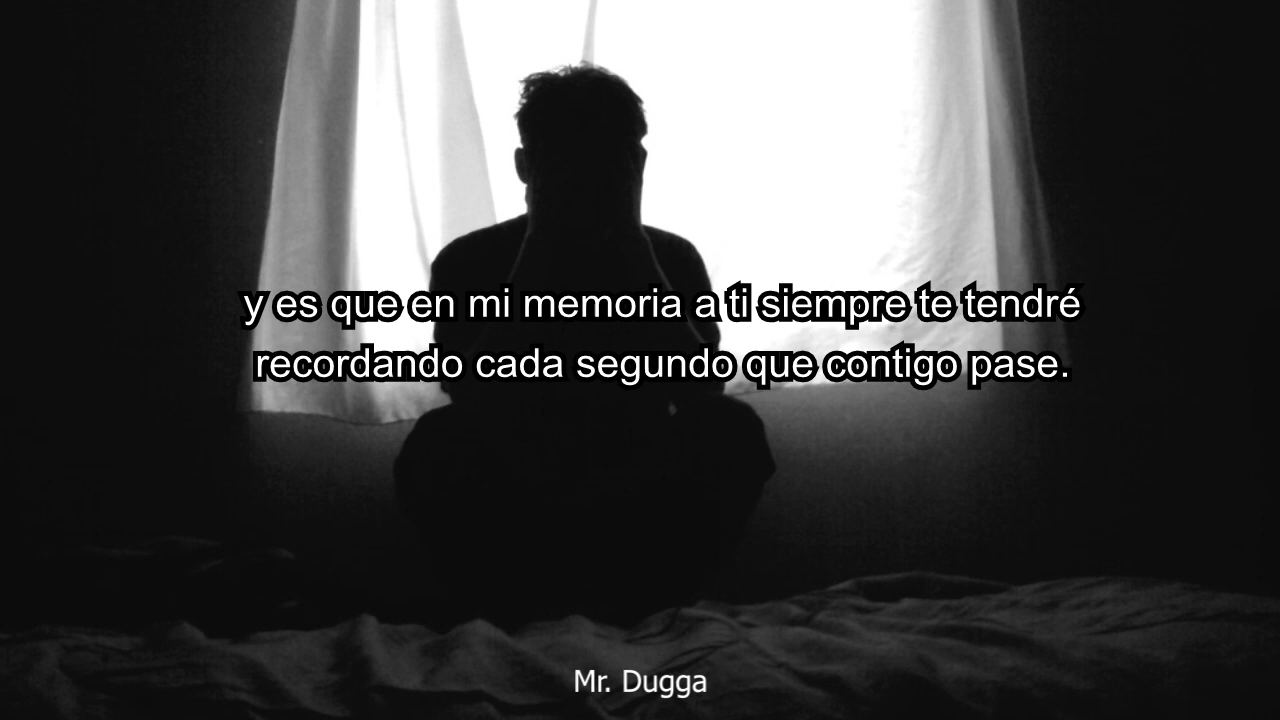 y es que en mi memoria a ti siempre te tendré
recordando cada segundo que contigo pase.
Mr. Dugga